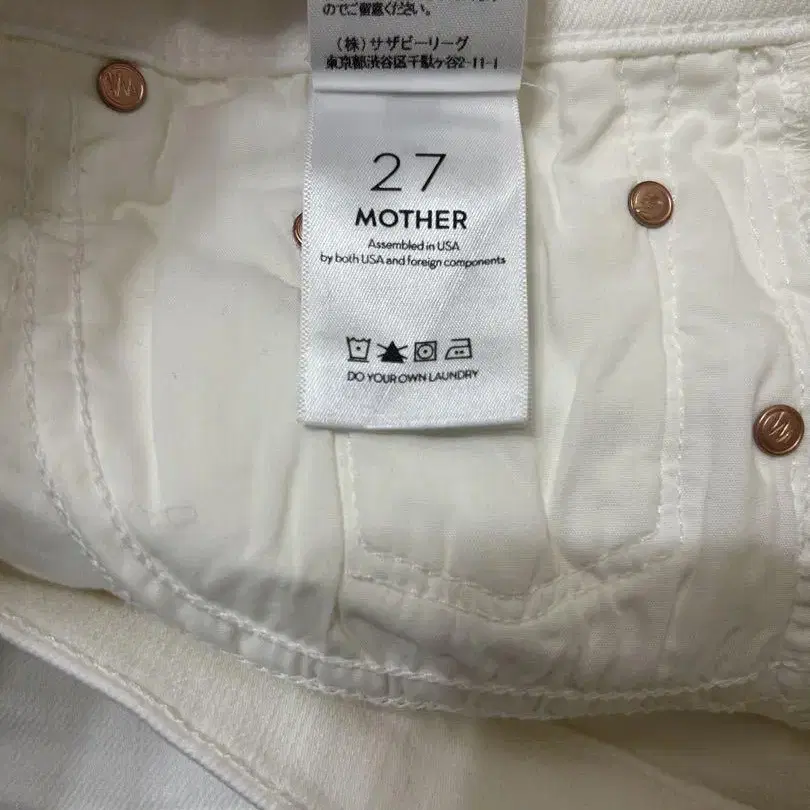 のでご留意ください。
(株)サザビーリーグ
東京都渋谷区千駄ヶ谷2-11-1
27
MOTHER
Assembled in USA
by both USA and foreign components
DO YOUR OWN LAUNDRY